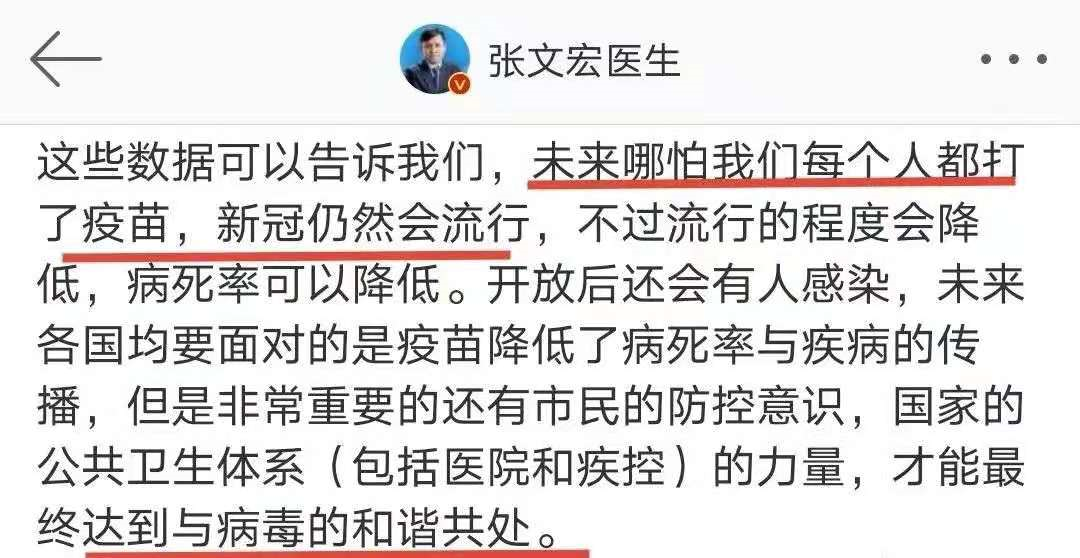 张文宏医生
这些数据可以告诉我们，未来哪怕我们每个人都打
了疫苗，新冠仍然会流行，不过流行的程度会降
低，病死率可以降低。开放后还会有人感染，未来
各国均要面对的是疫苗降低了病死率与疾病的传
播，但是非常重要的还有市民的防控意识，国家的
公共卫生体系（包括医院和疾控）的力量，才能最
终达到与病毒的和谐共处。